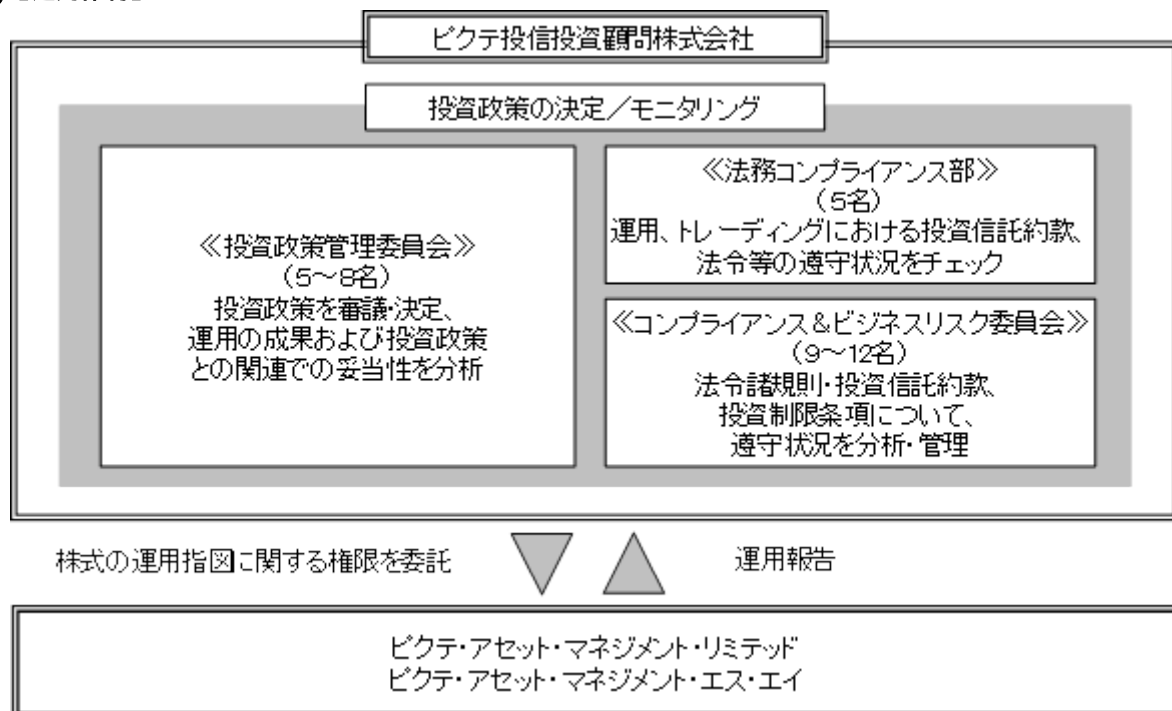 ピクテ投信投資顧問株式会社
投資政策の決定／モニタリング
≪投資政策管理委員会≫
（5～8名）
投資政策を審議・決定、
運用の成果および投資政策
との関連での妥当性を分析
≪法務コンプライアンス部≫
（5名）
運用、トレーディングにおける投資信託約款、
法令等の遵守状況をチェック
≪コンプライアンス＆ビジネスリスク委員会≫
（9～12名）
法令諸規則・投資信託約款、
投資制限条項について、
遵守状況を分析・管理
株式の運用指図に関する権限を委託
運用報告
ピクテ・アセット・マネジメント・リミテッド
ピクテ・アセット・マネジメント・エス・エイ